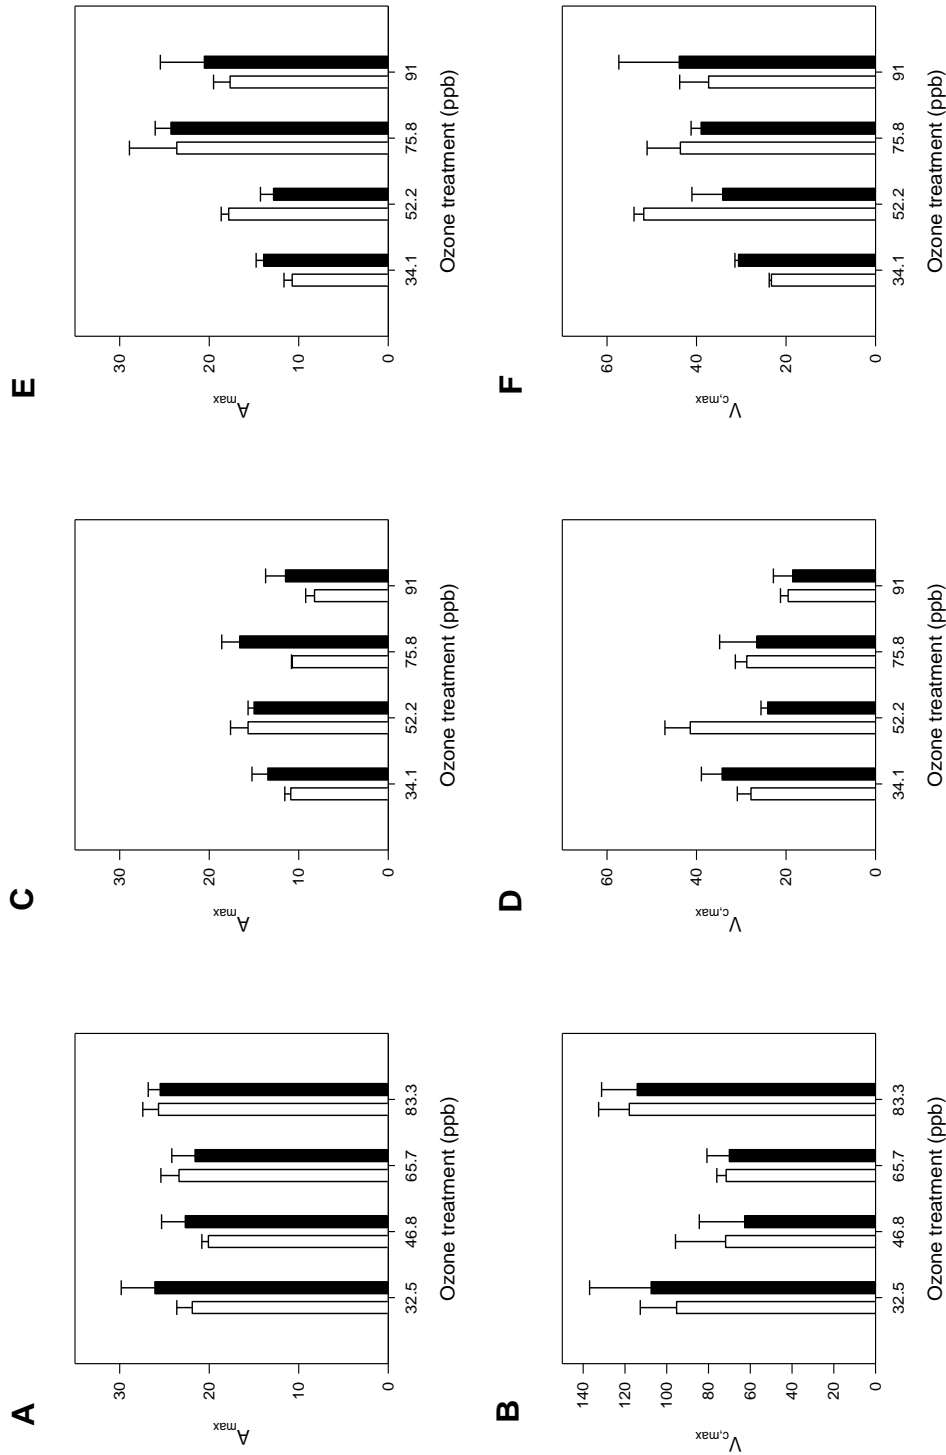 A
A max
30
20
10
0
32.5 46.8 65.7 83.3
Ozone treatment (ppb)
C
A max
30
20
10
0
34.1 52.2 75.8 91
Ozone treatment (ppb)
E
A max
30
20
10
0
34.1 52.2 75.8 91
Ozone treatment (ppb)
B
V c,max
140
120
100
80
60
40
20
0
32.5 46.8 65.7 83.3
Ozone treatment (ppb)
D
V c,max
60
40
20
0
34.1 52.2 75.8 91
Ozone treatment (ppb)
F
V c,max
60
40
20
0
34.1 52.2 75.8 91
Ozone treatment (ppb)